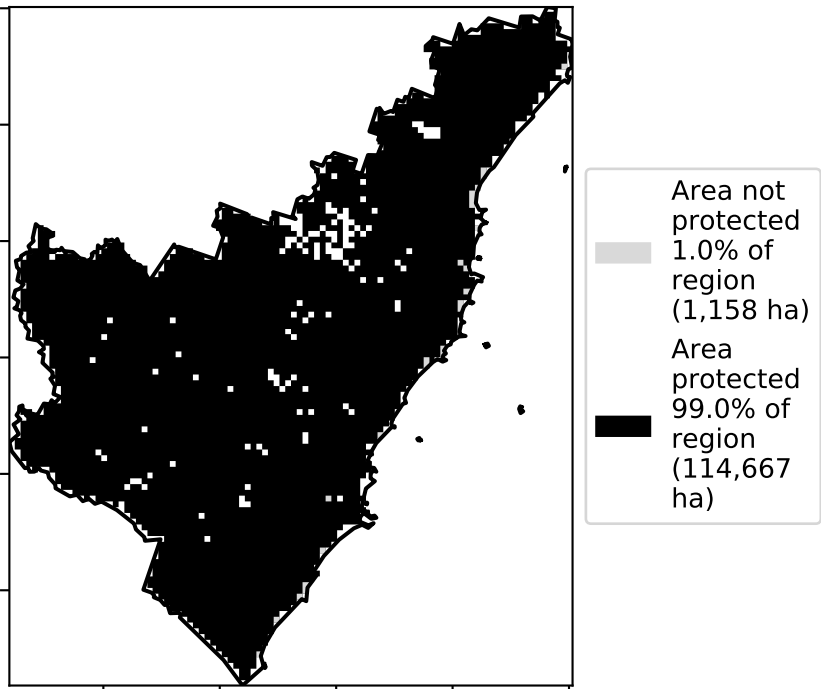 Area not
protected
1.0% of
region
(1,158 ha)
Area
protected
99.0% of
region
(114,667
ha)